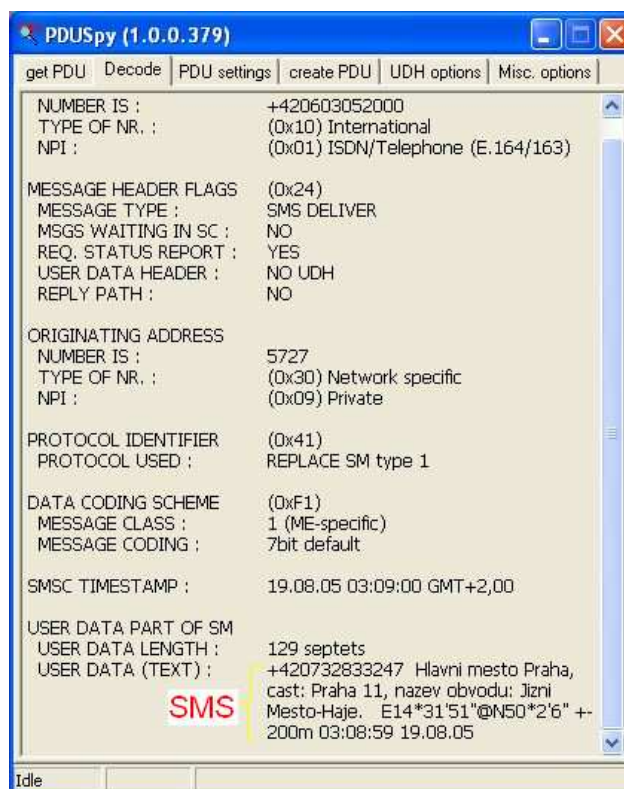 PDUSpy (1.0.0.379)
get PDU Decode PDU settings create PDU UDH options Misc. options
NUMBER IS : +420603052000
TYPE OF NR. : (0x10) International
NPI : (0x01) ISDN/Telephone (E.164/163)
MESSAGE HEADER FLAGS (0x24)
MESSAGE TYPE : SMS DELIVER
MSGS WAITING IN SC : NO
REQ. STATUS REPORT : YES
USER DATA HEADER : NO UDH
REPLY PATH : NO
ORIGINATING ADDRESS
NUMBER IS : 5727
TYPE OF NR. : (0x30) Network specific
NPI : (0x09) Private
PROTOCOL IDENTIFIER (0x41)
PROTOCOL USED : REPLACE SM type 1
DATA CODING SCHEME (0xF1)
MESSAGE CLASS : 1 (ME-specific)
MESSAGE CODING : 7bit default
SMSC TIMESTAMP : 19.08.05 03:09:00 GMT+2,00
USER DATA PART OF SM
USER DATA LENGTH : 129 septets
USER DATA (TEXT) : +420732833247 Hlavni mesto Praha,
cast: Praha 11, nazev obvodu: Jizni
SMS Mesto-Haje. E14*31'51"@N50*2'6" +-
200m 03:08:59 19.08.05
Idle